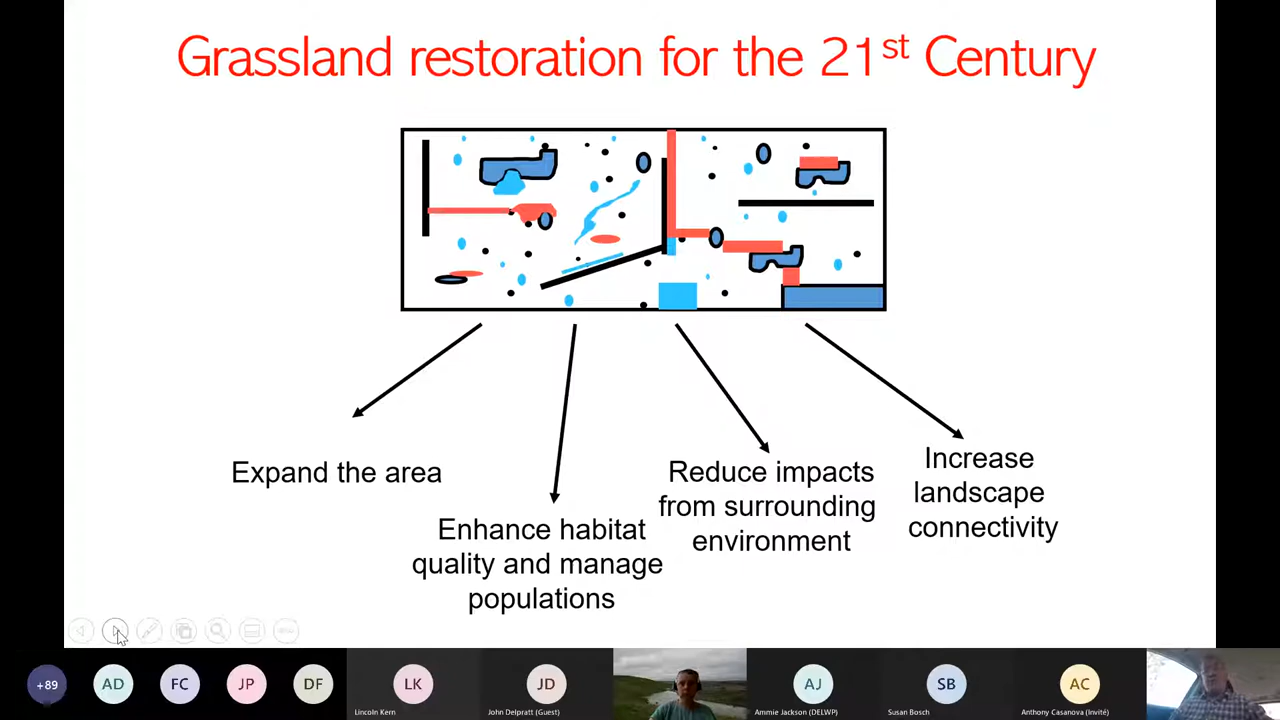 Grassland restoration for the 21st Century
Expand the area
Enhance habitat
quality and manage
populations
Reduce impacts
from surrounding
environment
Increase
landscape
connectivity
+89
AD
FC
JP
DF
LK
Lincoln Kern
JD
John Delpratt (Guest)
AJ
Ammie Jackson (DELWP)
SB
Susan Bosch
AC
Anthony Casanova (Invité)